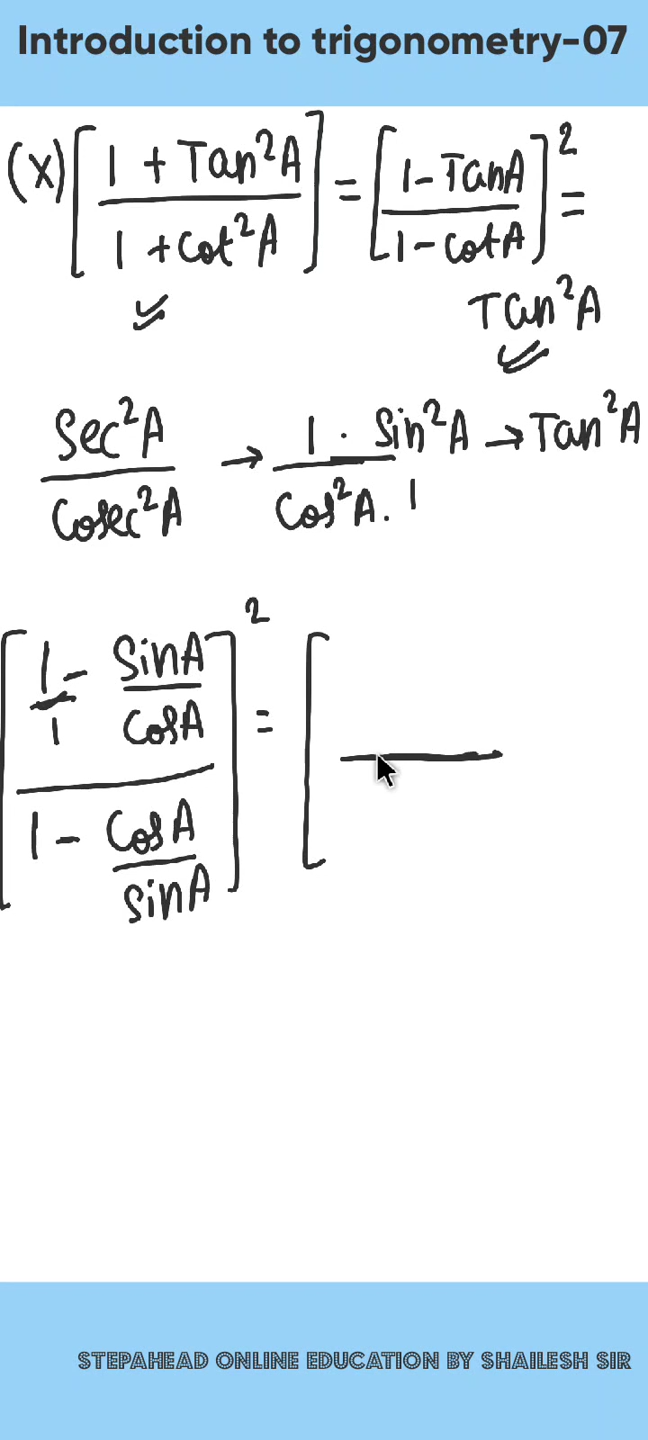 Introduction to trigonometry-07
(x) [ 1 + Tan²A / 1 + Cot²A ] = [ 1 - TanA / 1 - CotA ]² =
Tan²A
Sec²A / Cosec²A → 1 . Sin²A / Cos²A . 1 → Tan²A
[ 1/1 - SinA/CosA / 1 - CosA/SinA ]² = [
STEPAHEAD ONLINE EDUCATION BY SHAILESH SIR